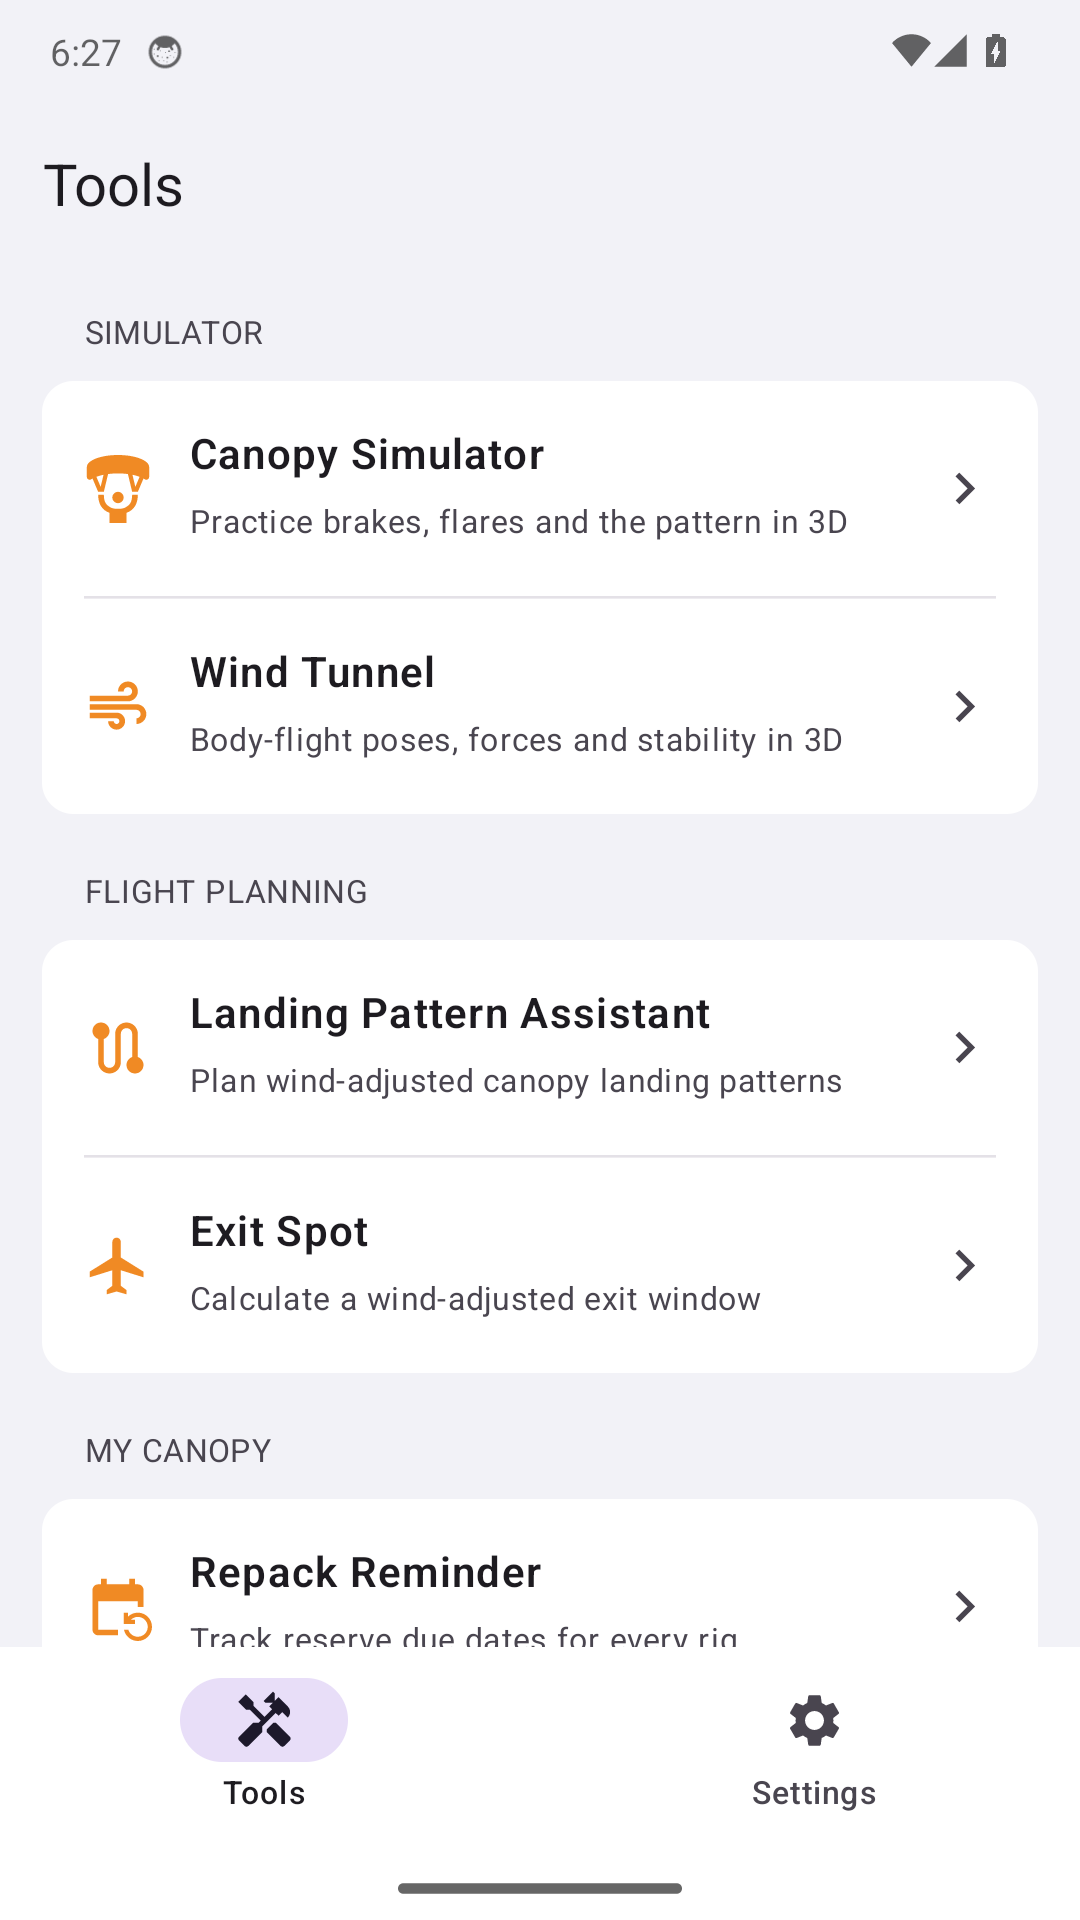 6:27
Tools
SIMULATOR
Canopy Simulator
Practice brakes, flares and the pattern in 3D
Wind Tunnel
Body-flight poses, forces and stability in 3D
FLIGHT PLANNING
Landing Pattern Assistant
Plan wind-adjusted canopy landing patterns
Exit Spot
Calculate a wind-adjusted exit window
MY CANOPY
Repack Reminder
Track reserve due dates for every rig
Tools
Settings